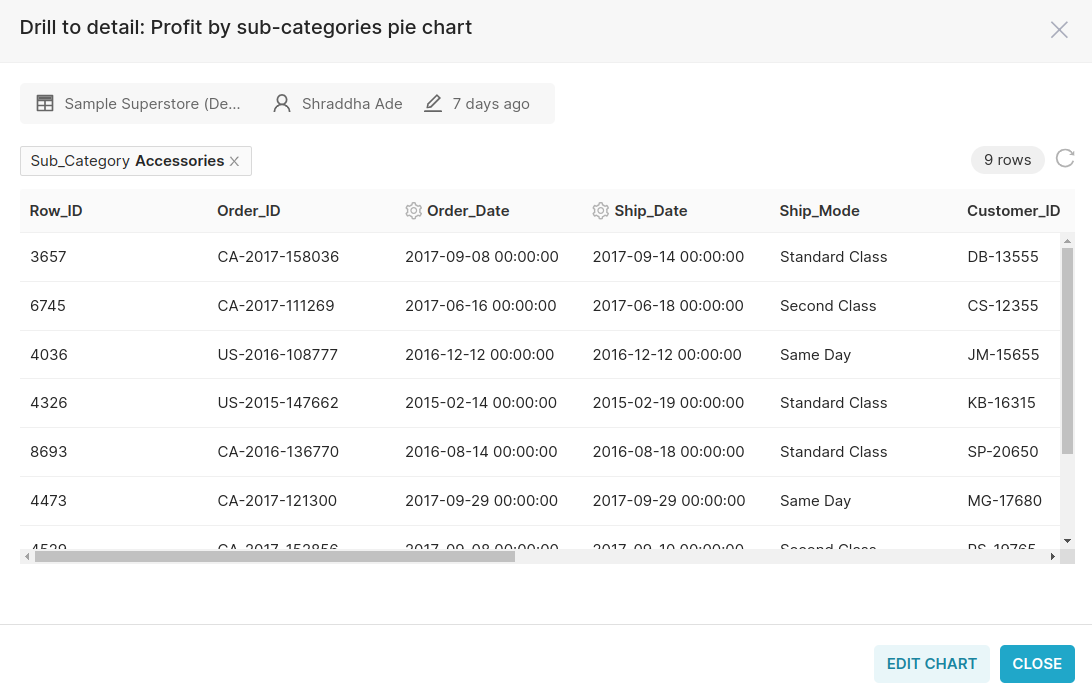 Drill to detail: Profit by sub-categories pie chart
Sample Superstore (De... Shraddha Ade 7 days ago
Sub_Category Accessories 9 rows
Row_ID Order_ID Order_Date Ship_Date Ship_Mode Customer_ID
3657 CA-2017-158036 2017-09-08 00:00:00 2017-09-14 00:00:00 Standard Class DB-13555
6745 CA-2017-111269 2017-06-16 00:00:00 2017-06-18 00:00:00 Second Class CS-12355
4036 US-2016-108777 2016-12-12 00:00:00 2016-12-12 00:00:00 Same Day JM-15655
4326 US-2015-147662 2015-02-14 00:00:00 2015-02-19 00:00:00 Standard Class KB-16315
8693 CA-2016-136770 2016-08-14 00:00:00 2016-08-18 00:00:00 Standard Class SP-20650
4473 CA-2017-121300 2017-09-29 00:00:00 2017-09-29 00:00:00 Same Day MG-17680
Second Class
EDIT CHART CLOSE